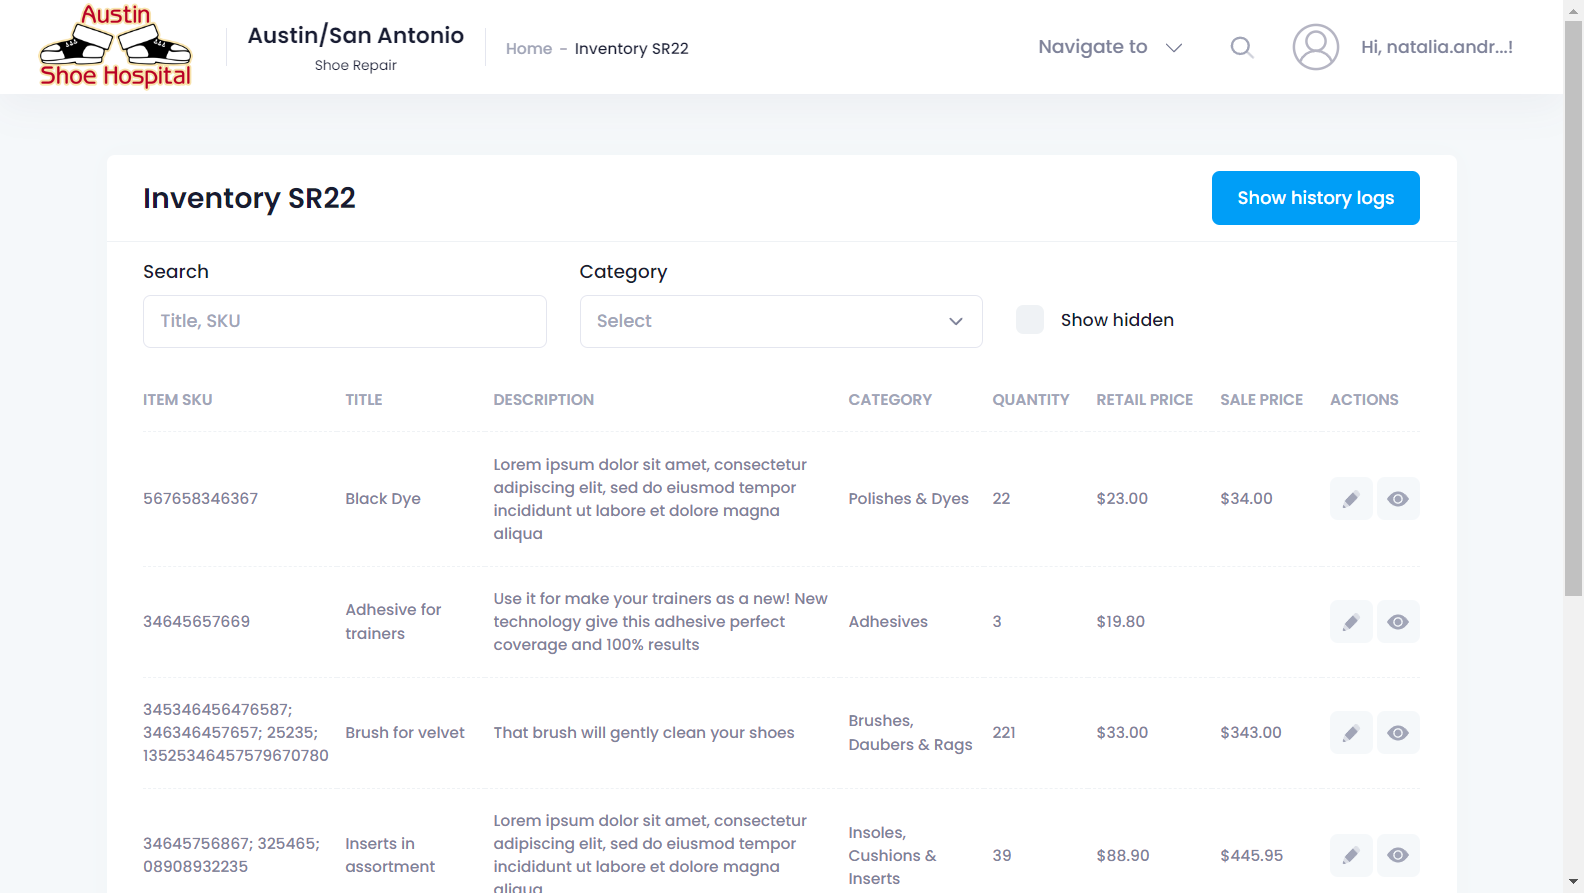 Austin
Shoe Hospital
Austin/San Antonio
Shoe Repair
Home – Inventory SR22
Navigate to
Hi, natalia.andr...!
Inventory SR22
Show history logs
Search
Category
Title, SKU
Select
Show hidden
ITEM SKU TITLE DESCRIPTION CATEGORY QUANTITY RETAIL PRICE SALE PRICE ACTIONS
567658346367
Black Dye
Lorem ipsum dolor sit amet, consectetur
adipiscing elit, sed do eiusmod tempor
incididunt ut labore et dolore magna
aliqua
Polishes & Dyes
22
$23.00
$34.00
34645657669
Adhesive for
trainers
Use it for make your trainers as a new! New
technology give this adhesive perfect
coverage and 100% results
Adhesives
3
$19.80
345346456476587;
346346457657; 25235;
13525346457579670780
Brush for velvet
That brush will gently clean your shoes
Brushes,
Daubers & Rags
221
$33.00
$343.00
34645756867; 325465;
08908932235
Inserts in
assortment
Lorem ipsum dolor sit amet, consectetur
adipiscing elit, sed do eiusmod tempor
incididunt ut labore et dolore magna
aliqua
Insoles,
Cushions &
Inserts
39
$88.90
$445.95